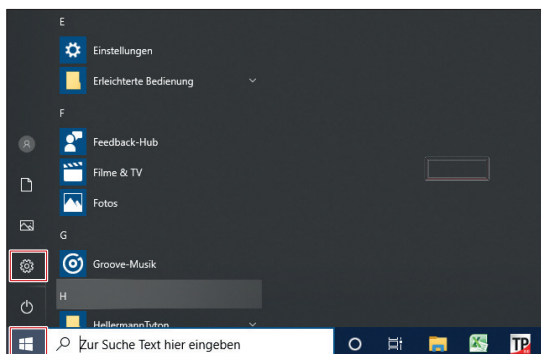 E
Einstellungen
Erleichterte Bedienung
F
Feedback-Hub
Filme & TV
Fotos
G
Groove-Musik
H
HellermannTyton
Zur Suche Text hier eingeben
TP